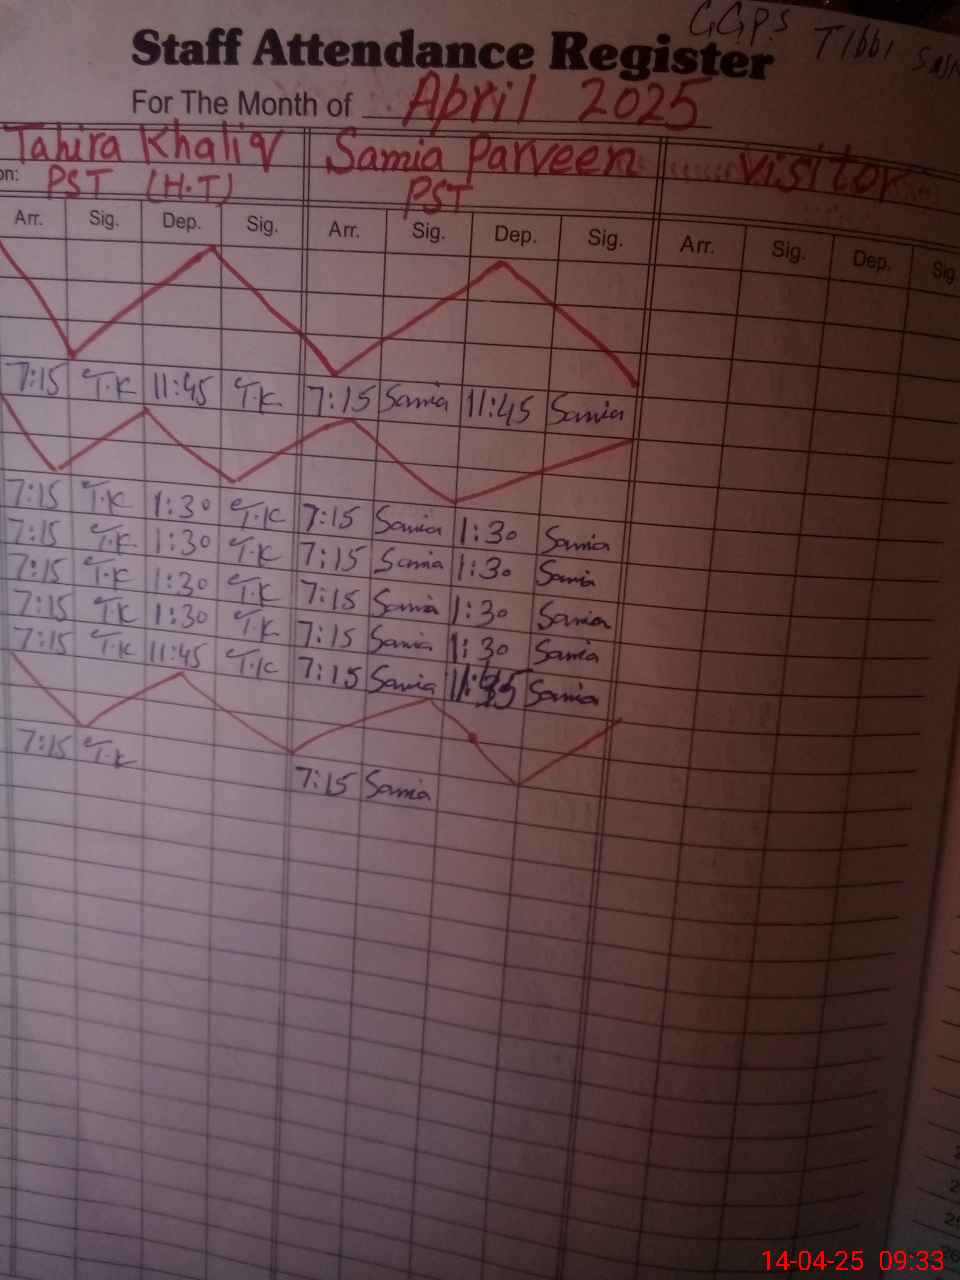 GGPS Tibbi
Staff Attendance Register
For The Month of April 2025
Tahira Khaliq Samia Parveen Visitor
on: PST (H.T) PST
Arr. Sig. Dep. Sig. Arr. Sig. Dep. Sig. Arr. Sig. Dep. Sig.
7:15 T.K 11:45 T.K 7:15 Samia 11:45 Samia
7:15 T.K 1:30 T.K 7:15 Samia 1:30 Samia
7:15 T.K 1:30 T.K 7:15 Samia 1:30 Samia
7:15 T.K 1:30 T.K 7:15 Samia 1:30 Samia
7:15 T.K 1:30 T.K 7:15 Samia 1:30 Samia
7:15 T.K 11:45 T.K 7:15 Samia 11:45 Samia
7:15 T.K 7:15 Samia
14-04-25 09:33